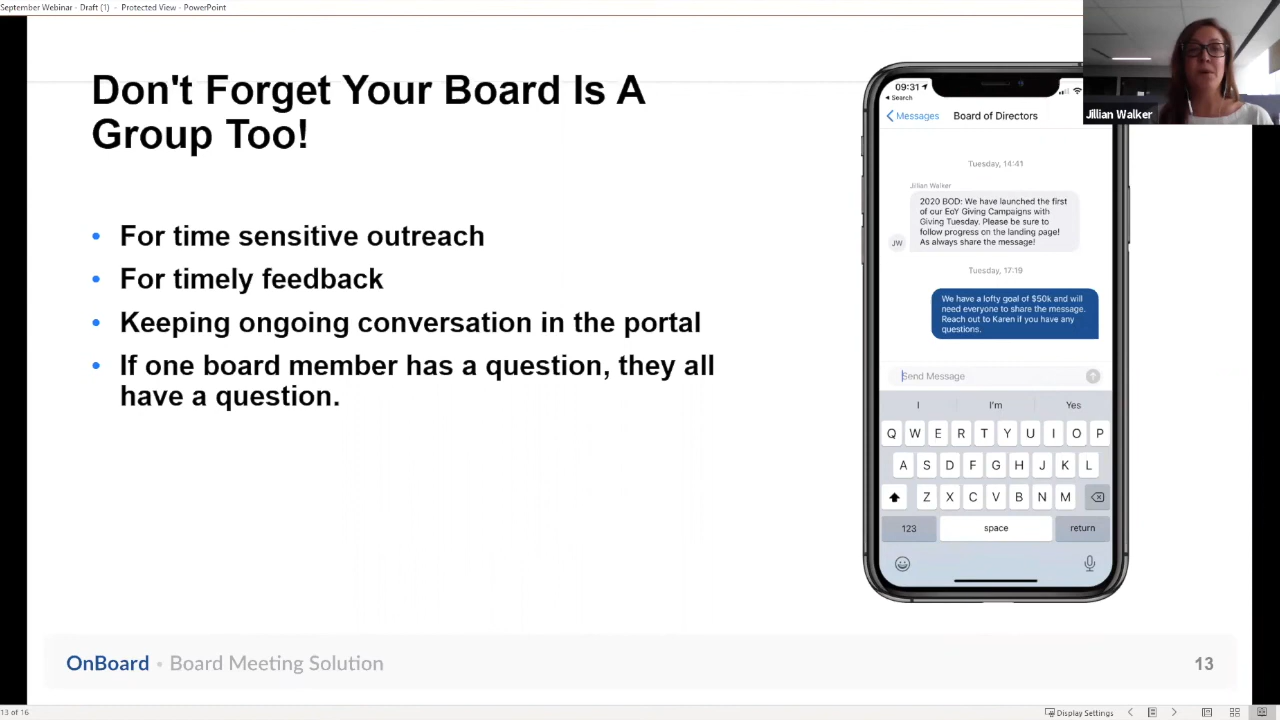 September Webinar - Draft (1) - Protected View - PowerPoint
Don't Forget Your Board Is A
Group Too!
• For time sensitive outreach
• For timely feedback
• Keeping ongoing conversation in the portal
• If one board member has a question, they all
have a question.
09:31
Search
Messages
Board of Directors
Tuesday, 14:41
Jillian Walker
2020 BOD: We have launched the first
of our EoY Giving Campaigns with
Giving Tuesday. Please be sure to
follow progress on the landing page!
As always share the message!
JW
Tuesday, 17:19
We have a lofty goal of $50k and will
need everyone to share the message.
Reach out to Karen if you have any
questions.
Send Message
I I'm Yes
Q W E R T Y U I O P
A S D F G H J K L
Z X C V B N M
123 space return
Jillian Walker
OnBoard • Board Meeting Solution
13
13 of 16
Display Settings